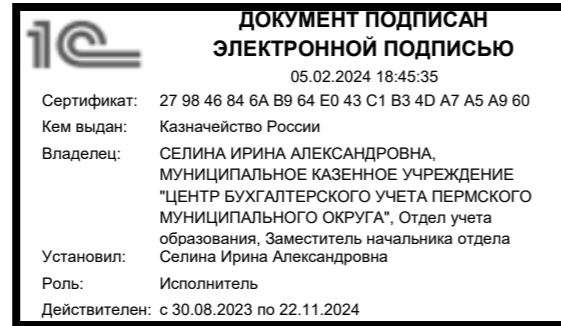 1С
ДОКУМЕНТ ПОДПИСАН
ЭЛЕКТРОННОЙ ПОДПИСЬЮ
05.02.2024 18:45:35
Сертификат: 27 98 46 84 6A B9 64 E0 43 C1 B3 4D A7 A5 A9 60
Кем выдан: Казначейство России
Владелец: СЕЛИНА ИРИНА АЛЕКСАНДРОВНА,
МУНИЦИПАЛЬНОЕ КАЗЕННОЕ УЧРЕЖДЕНИЕ
"ЦЕНТР БУХГАЛТЕРСКОГО УЧЕТА ПЕРМСКОГО
МУНИЦИПАЛЬНОГО ОКРУГА", Отдел учета
образования, Заместитель начальника отдела
Установил: Селина Ирина Александровна
Роль: Исполнитель
Действителен: с 30.08.2023 по 22.11.2024